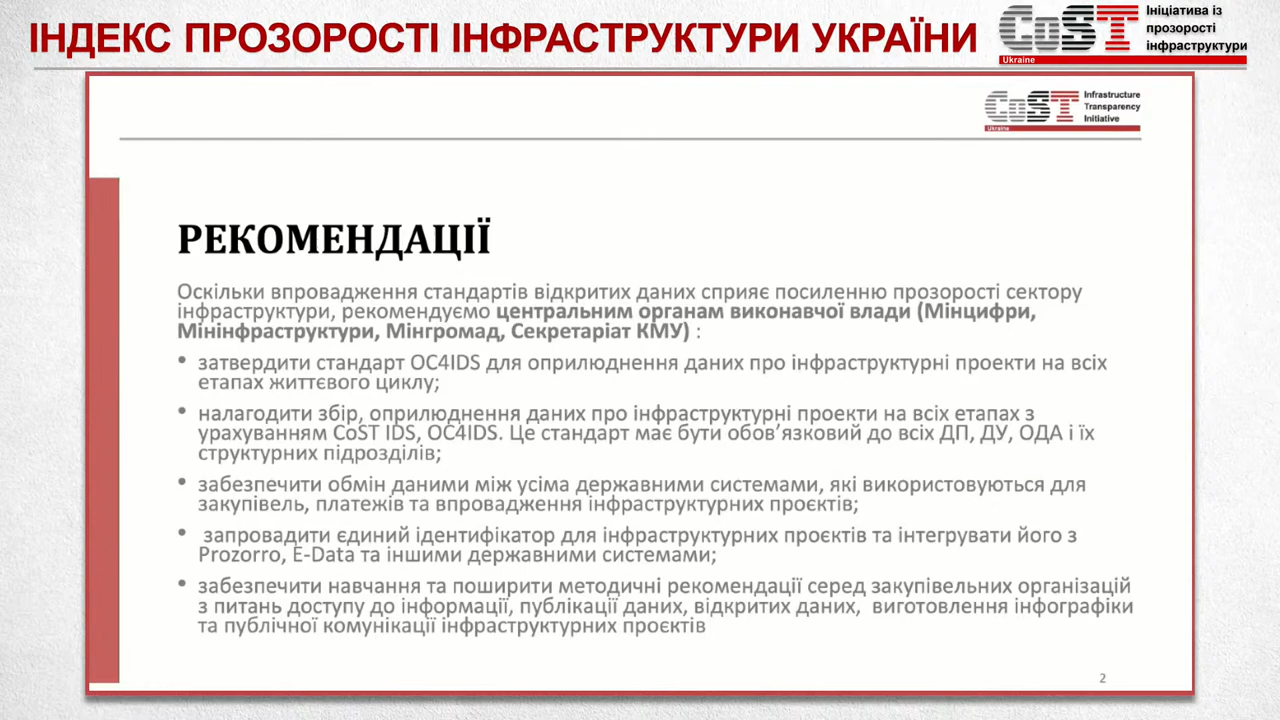 ІНДЕКС ПРОЗОРОСТІ ІНФРАСТРУКТУРИ УКРАЇНИ
CoST
Ukraine
Ініціатива із
прозорості
інфраструктури
CoST
Ukraine
Infrastructure
Transparency
Initiative
РЕКОМЕНДАЦІЇ
Оскільки впровадження стандартів відкритих даних сприяє посиленню прозорості сектору
інфраструктури, рекомендуємо центральним органам виконавчої влади (Мінцифри,
Мінінфраструктури, Мінгромад, Секретаріат КМУ) :
• затвердити стандарт OC4IDS для оприлюднення даних про інфраструктурні проекти на всіх
етапах життєвого циклу;
• налагодити збір, оприлюднення даних про інфраструктурні проекти на всіх етапах з
урахуванням CoST IDS, OC4IDS. Це стандарт має бути обов’язковий до всіх ДП, ДУ, ОДА і їх
структурних підрозділів;
• забезпечити обмін даними між усіма державними системами, які використовуються для
закупівель, платежів та впровадження інфраструктурних проєктів;
• запровадити єдиний ідентифікатор для інфраструктурних проєктів та інтегрувати його з
Prozorro, E-Data та іншими державними системами;
• забезпечити навчання та поширити методичні рекомендації серед закупівельних організацій
з питань доступу до інформації, публікації даних, відкритих даних, виготовлення інфографіки
та публічної комунікації інфраструктурних проєктів
2